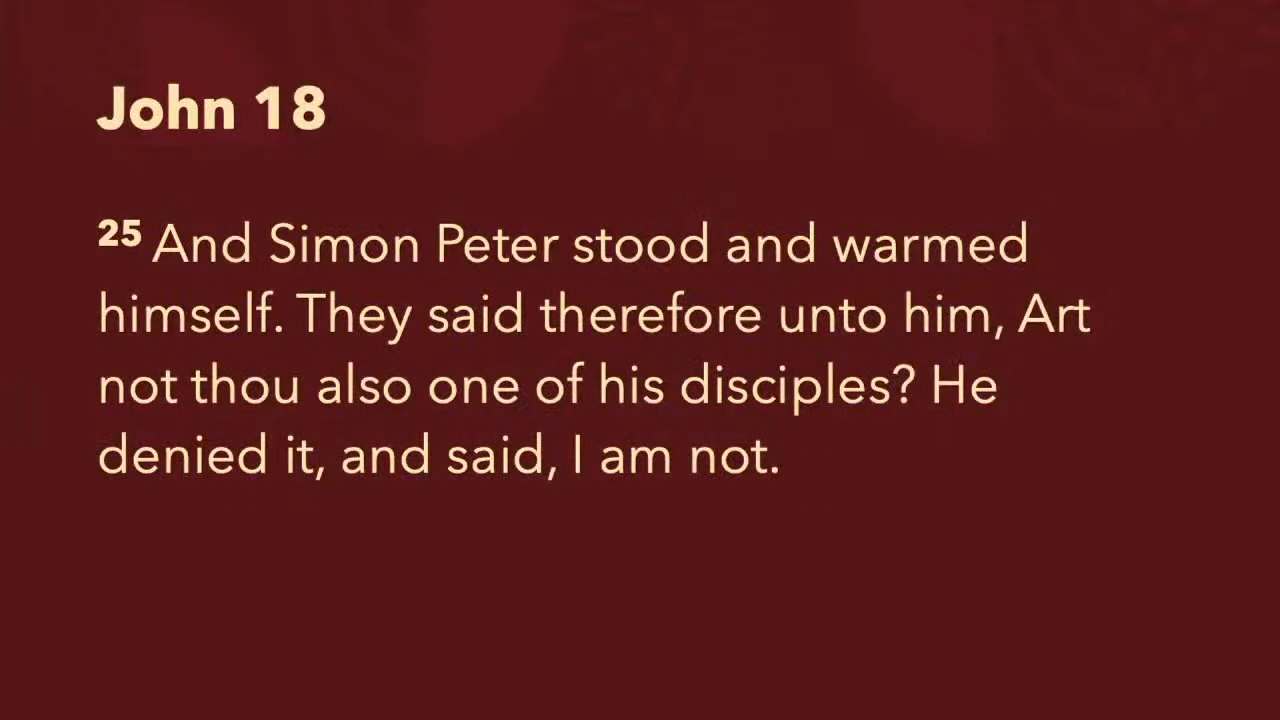 John 18
25 And Simon Peter stood and warmed
himself. They said therefore unto him, Art
not thou also one of his disciples? He
denied it, and said, I am not.